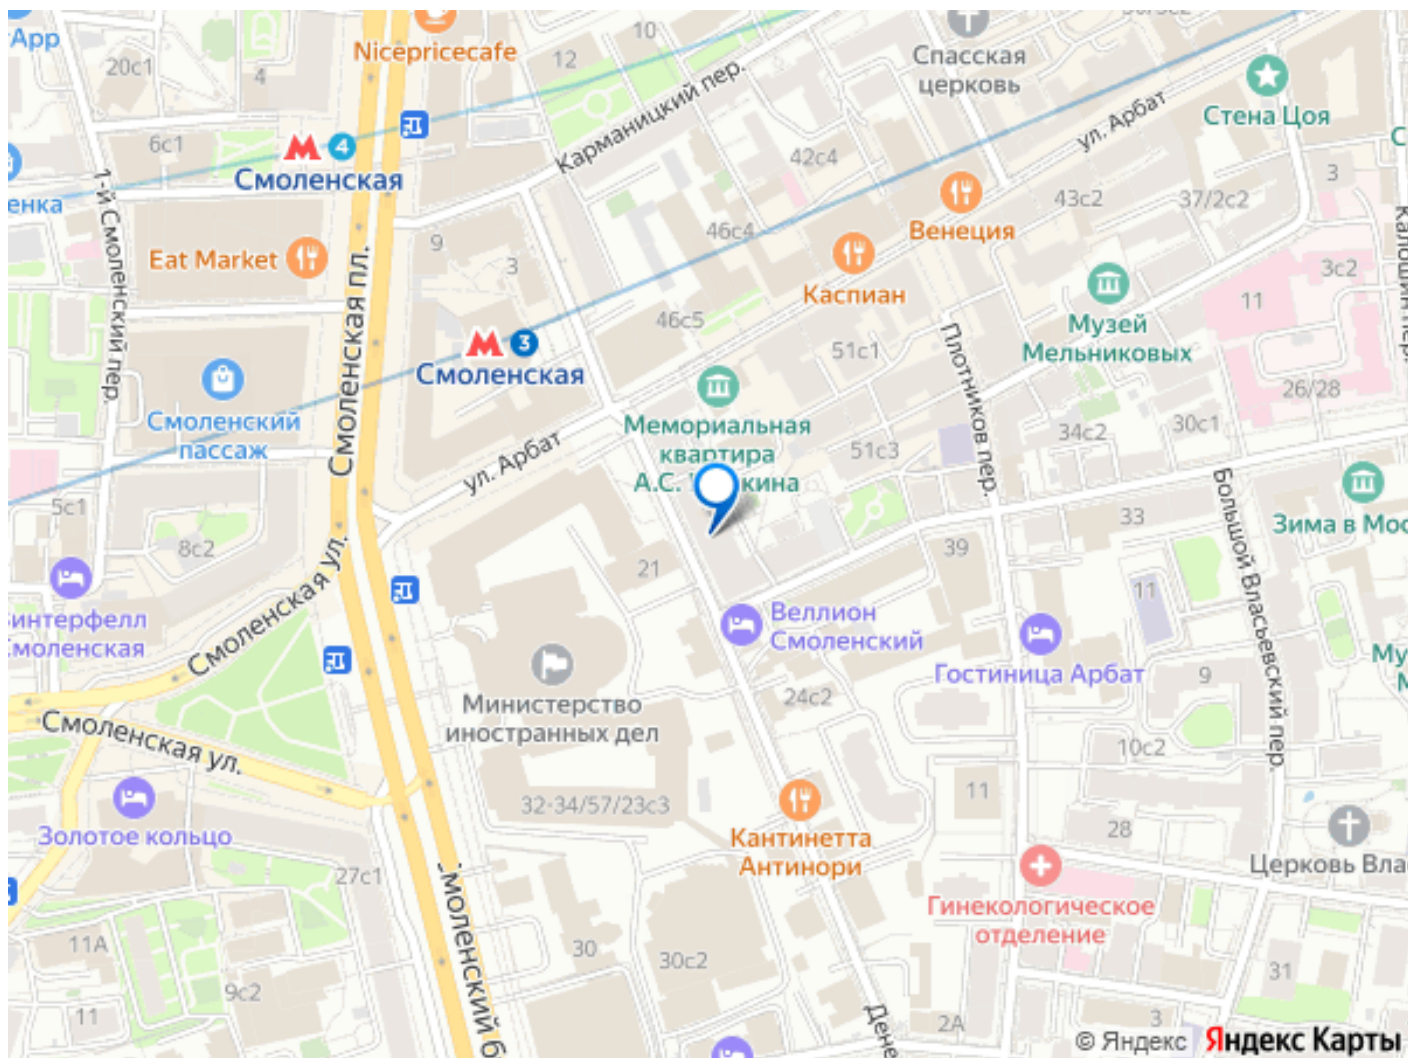 App
Nicepricecafe
20с1
4
12
10
Спасская
церковь
Стена Цоя
ул. Арбат
6с1
4
Смоленская
Карманицкий пер.
42с4
1-й Смоленский пер.
енка
Eat Market
Смоленская пл.
9
3
46с4
Венеция
43с2
37/2с2
3
Каспиан
3с2
11
46с5
Музей
Мельниковых
51с1
3
Смоленская
Смоленский
пассаж
ул. Арбат
Мемориальная
квартира
А.С.
51с3
Плотников пер.
34с2
30с1
26/28
5с1
8с2
Большой Власьевский пер.
33
39
Зима в Мос
Смоленская ул.
21
11
Веллион
Смоленский
Гостиница Арбат
9
Министерство
иностранных дел
24с2
10с2
Смоленская ул.
32-34/57/23с3
11
28
Золотое кольцо
Кантинетта
Антинори
Церковь Вла
27с1
Гинекологическое
отделение
11А
30
30с2
31
9с2
11
2А
3
Дене
© Яндекс Яндекс Карты